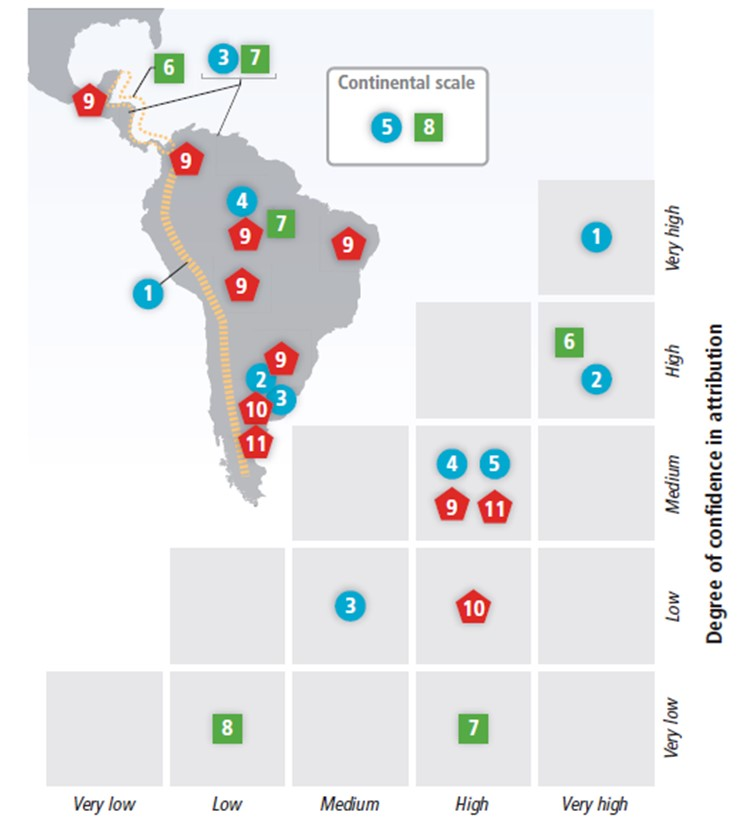 3 7
6
Continental scale
9
5 8
9
4
7
9 9
1
9
1
9
6
2
2
3
10
11
4 5
9 11
3 10
8 7
Very low Low Medium High Very high
Very high
High
Medium
Low
Very low
Degree of confidence in attribution